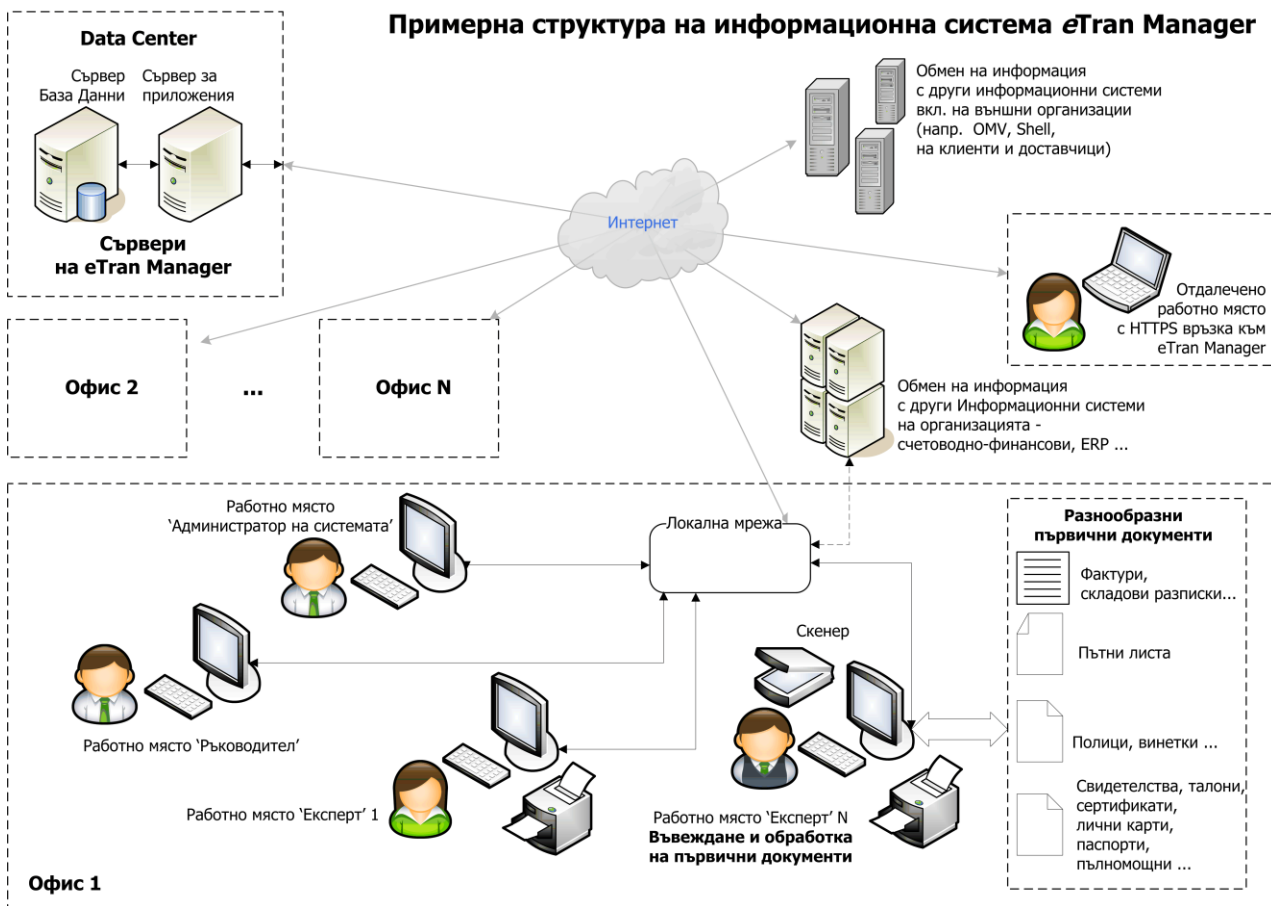 Примерна структура на информационна система eTran Manager
Data Center
Сървер
База Данни
Сървер за
приложения
Сървери
на eTran Manager
Обмен на информация
с други информационни системи
вкл. на външни организации
(напр. OMV, Shell,
на клиенти и доставчици)
Интернет
Отдалечено
работно място
с HTTPS връзка към
eTran Manager
Офис 2
...
Офис N
Обмен на информация
с други Информационни системи
на организацията -
счетоводно-финансови, ERP ...
Работно място
‘Администратор на системата’
Локална мрежа
Разнообразни
първични документи
Фактури,
складови разписки...
Пътни листа
Полици, винетки ...
Свидетелства, талони,
сертификати,
лични карти,
паспорти,
пълномощни ...
Скенер
Работно място ‘Ръководител’
Работно място ‘Експерт’ 1
Работно място ‘Експерт’ N
Въвеждане и обработка
на първични документи
Офис 1